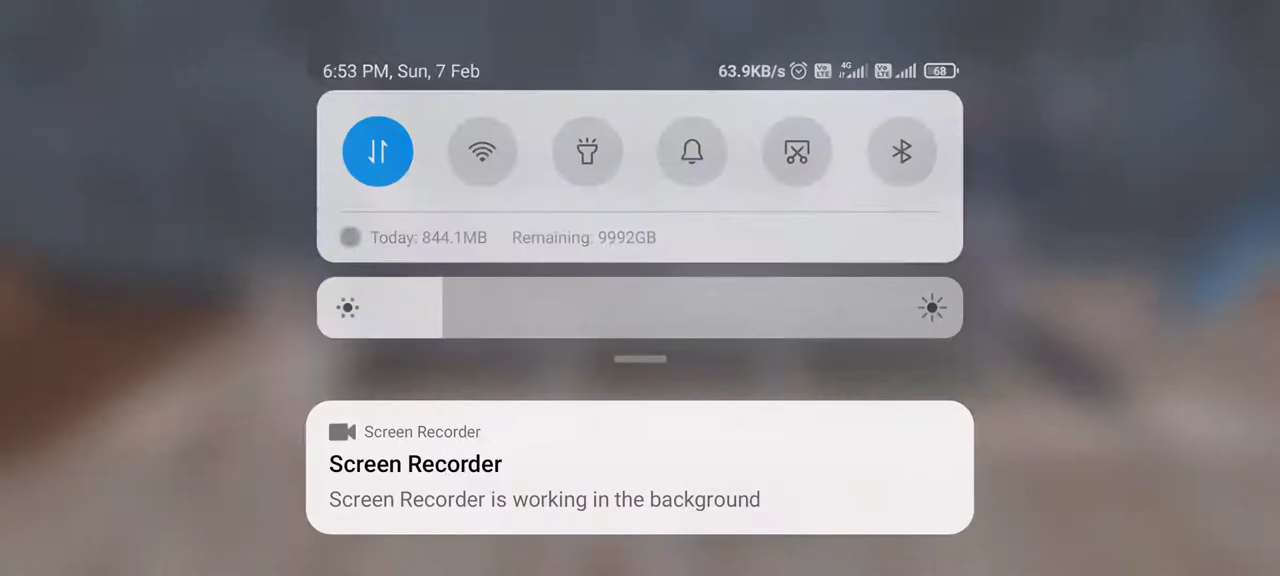 6:53 PM, Sun, 7 Feb
63.9KB/s 4G 68
Today: 844.1MB Remaining: 9992GB
Screen Recorder
Screen Recorder
Screen Recorder is working in the background